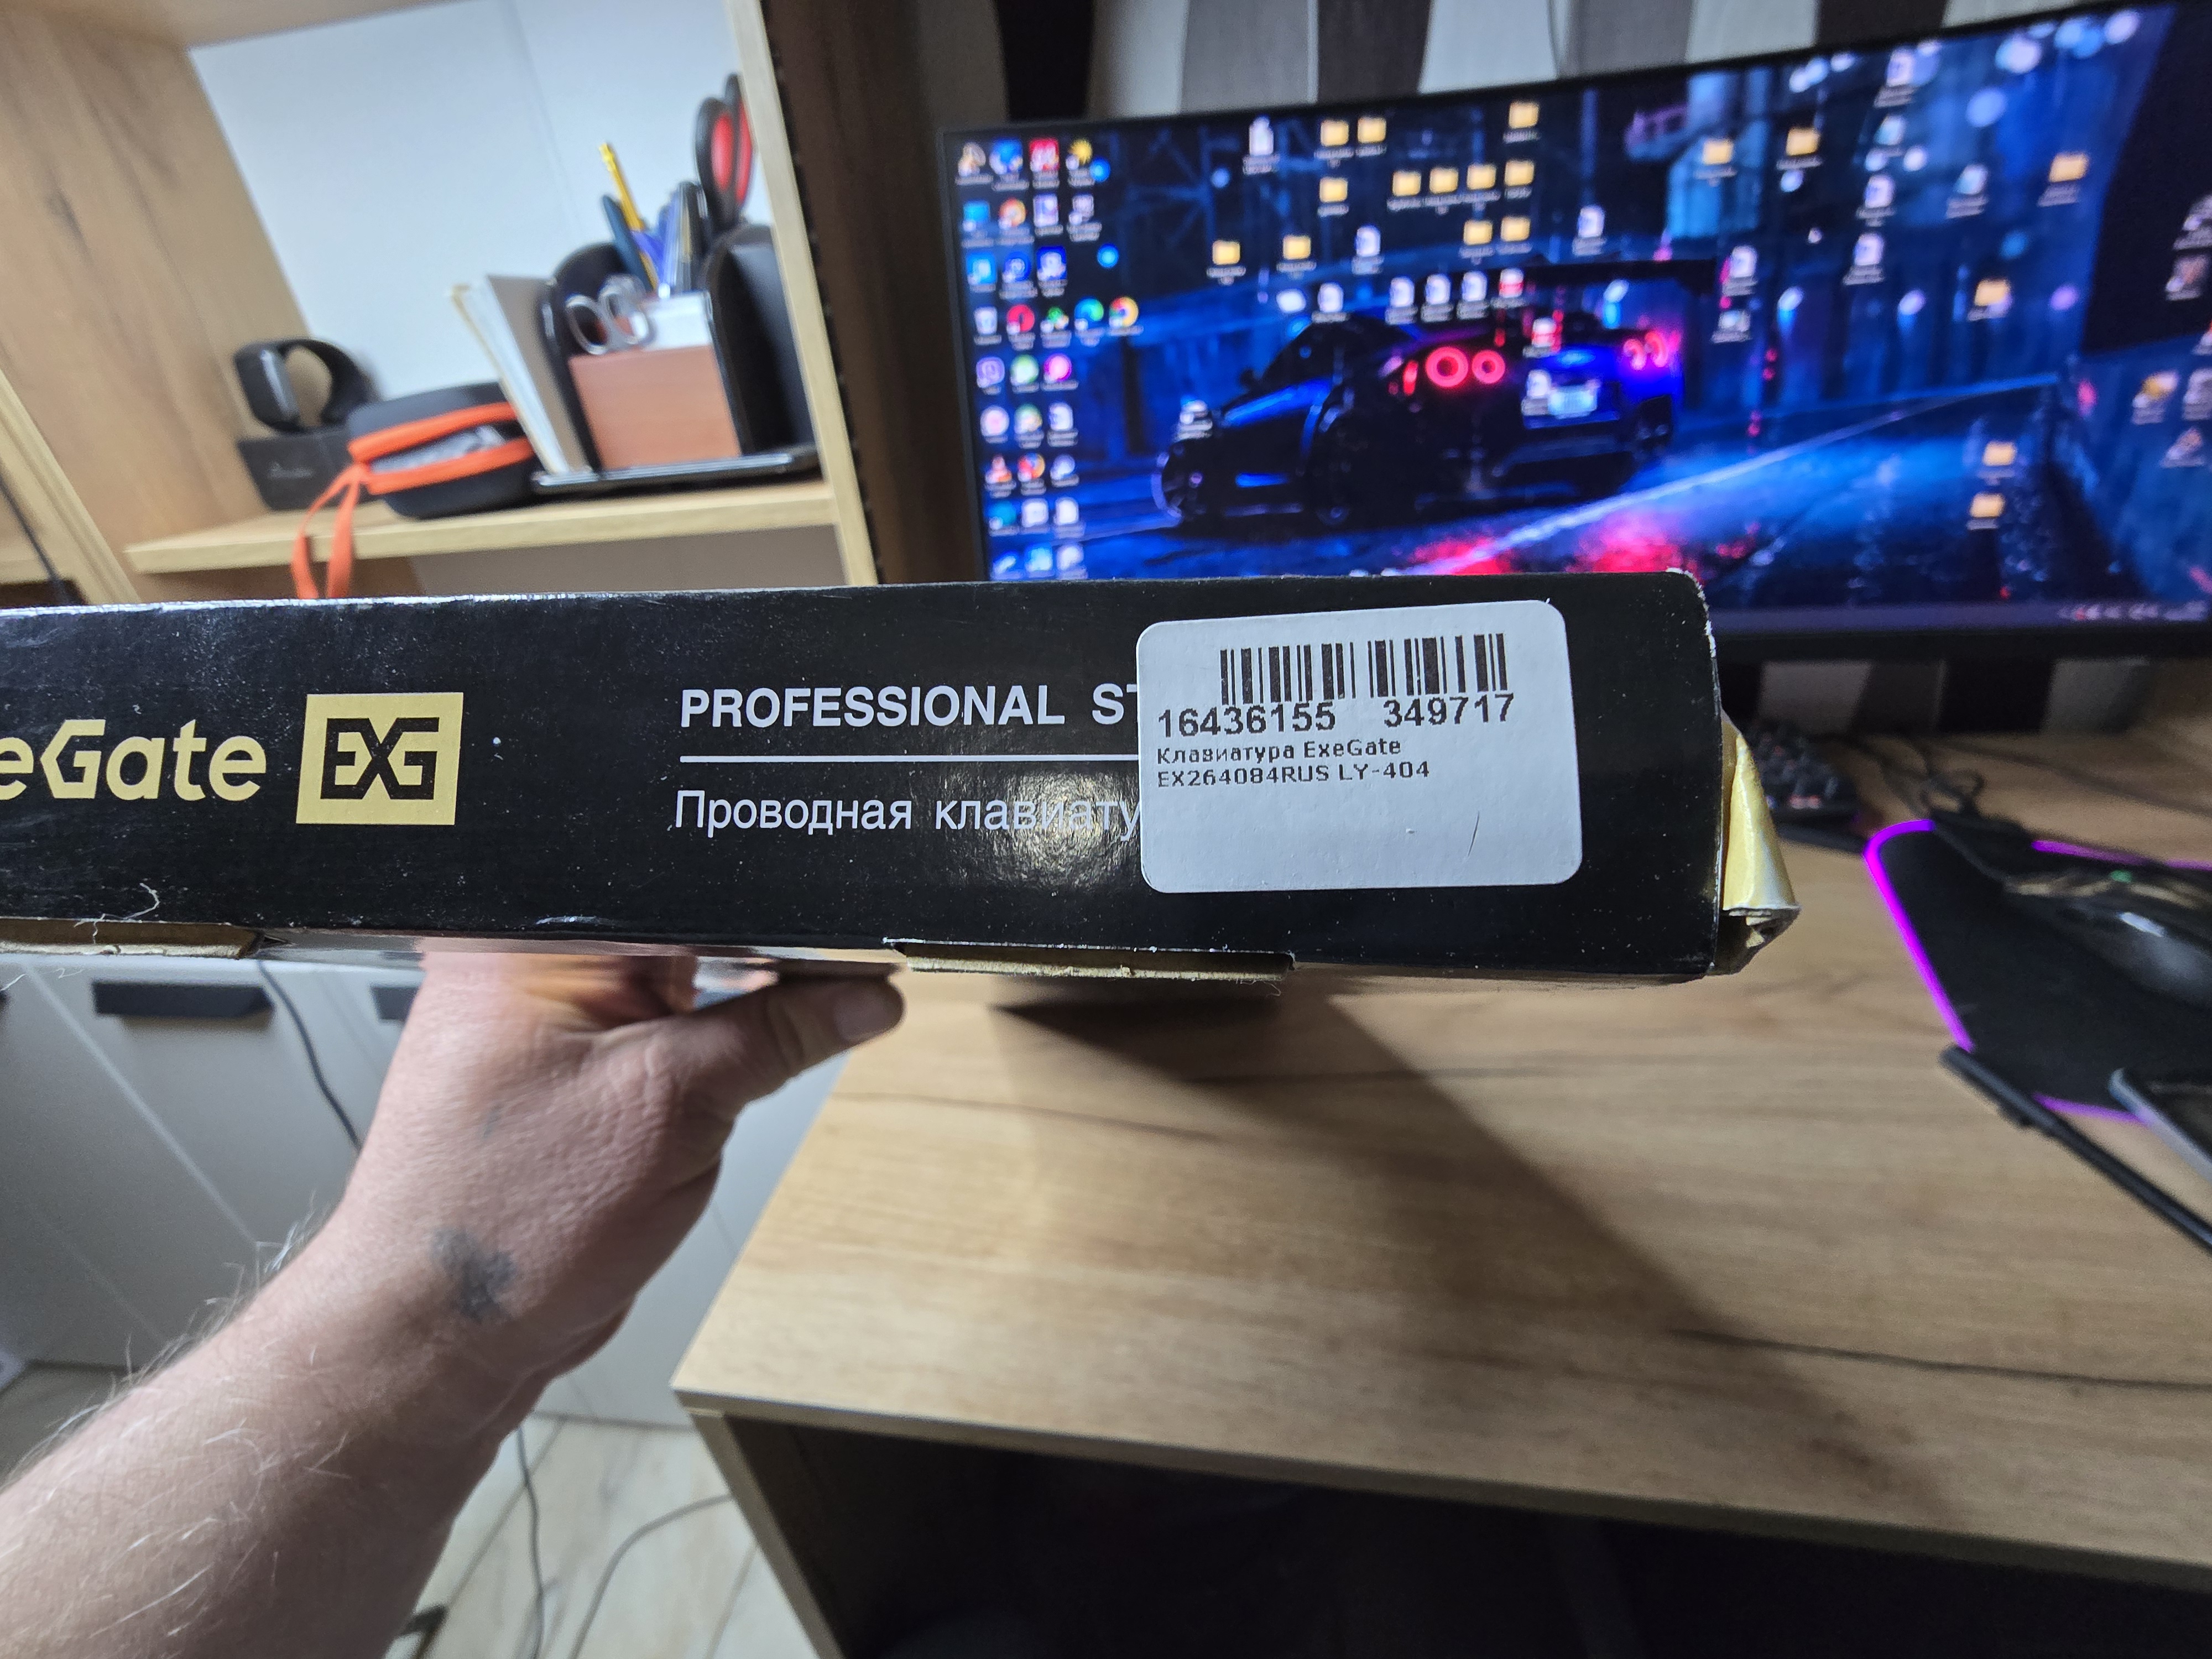 eGate EXG
PROFESSIONAL ST
Проводная клавиату
16436155 349717
Клавиатура ExeGate
EX264084RUS LY-404